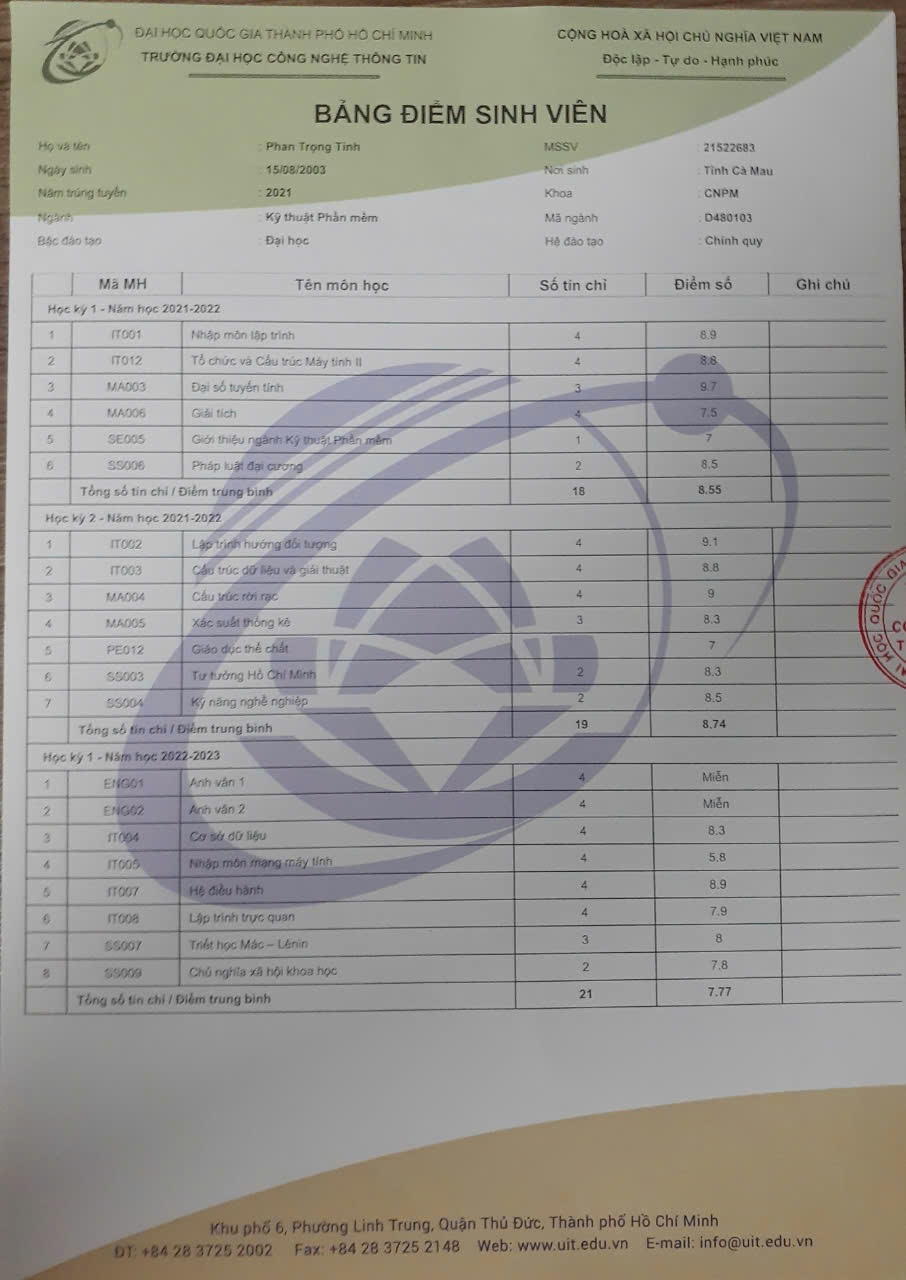 ĐẠI HỌC QUỐC GIA THÀNH PHỐ HỒ CHÍ MINH
TRƯỜNG ĐẠI HỌC CÔNG NGHỆ THÔNG TIN
CỘNG HOÀ XÃ HỘI CHỦ NGHĨA VIỆT NAM
Độc lập - Tự do - Hạnh phúc
BẢNG ĐIỂM SINH VIÊN
Họ và tên : Phan Trọng Tính MSSV : 21522683
Ngày sinh : 15/08/2003 Nơi sinh : Tỉnh Cà Mau
Năm trúng tuyển : 2021 Khoa : CNPM
Ngành : Kỹ thuật Phần mềm Mã ngành : D480103
Bậc đào tạo : Đại học Hệ đào tạo : Chính quy
Mã MH Tên môn học Số tín chỉ Điểm số Ghi chú
Học kỳ 1 - Năm học 2021-2022
1 IT001 Nhập môn lập trình 4 8.9
2 IT012 Tổ chức và Cấu trúc Máy tính II 4 8.8
3 MA003 Đại số tuyến tính 3 9.7
4 MA006 Giải tích 4 7.5
5 SE005 Giới thiệu ngành Kỹ thuật Phần mềm 1 7
6 SS006 Pháp luật đại cương 2 8.5
Tổng số tín chỉ / Điểm trung bình 18 8.55
Học kỳ 2 - Năm học 2021-2022
1 IT002 Lập trình hướng đối tượng 4 9.1
2 IT003 Cấu trúc dữ liệu và giải thuật 4 8.8
3 MA004 Cấu trúc rời rạc 4 9
4 MA005 Xác suất thống kê 3 8.3
5 PE012 Giáo dục thể chất 7
6 SS003 Tư tưởng Hồ Chí Minh 2 8.3
7 SS004 Kỹ năng nghề nghiệp 2 8.5
Tổng số tín chỉ / Điểm trung bình 19 8.74
Học kỳ 1 - Năm học 2022-2023
1 ENG01 Anh văn 1 4 Miễn
2 ENG02 Anh văn 2 4 Miễn
3 IT004 Cơ sở dữ liệu 4 8.3
4 IT005 Nhập môn mạng máy tính 4 5.8
5 IT007 Hệ điều hành 4 8.9
6 IT008 Lập trình trực quan 4 7.9
7 SS007 Triết học Mác – Lênin 3 8
8 SS009 Chủ nghĩa xã hội khoa học 2 7.8
Tổng số tín chỉ / Điểm trung bình 21 7.77
Khu phố 6, Phường Linh Trung, Quận Thủ Đức, Thành phố Hồ Chí Minh
ĐT: +84 28 3725 2002 Fax: +84 28 3725 2148 Web: www.uit.edu.vn E-mail: info@uit.edu.vn